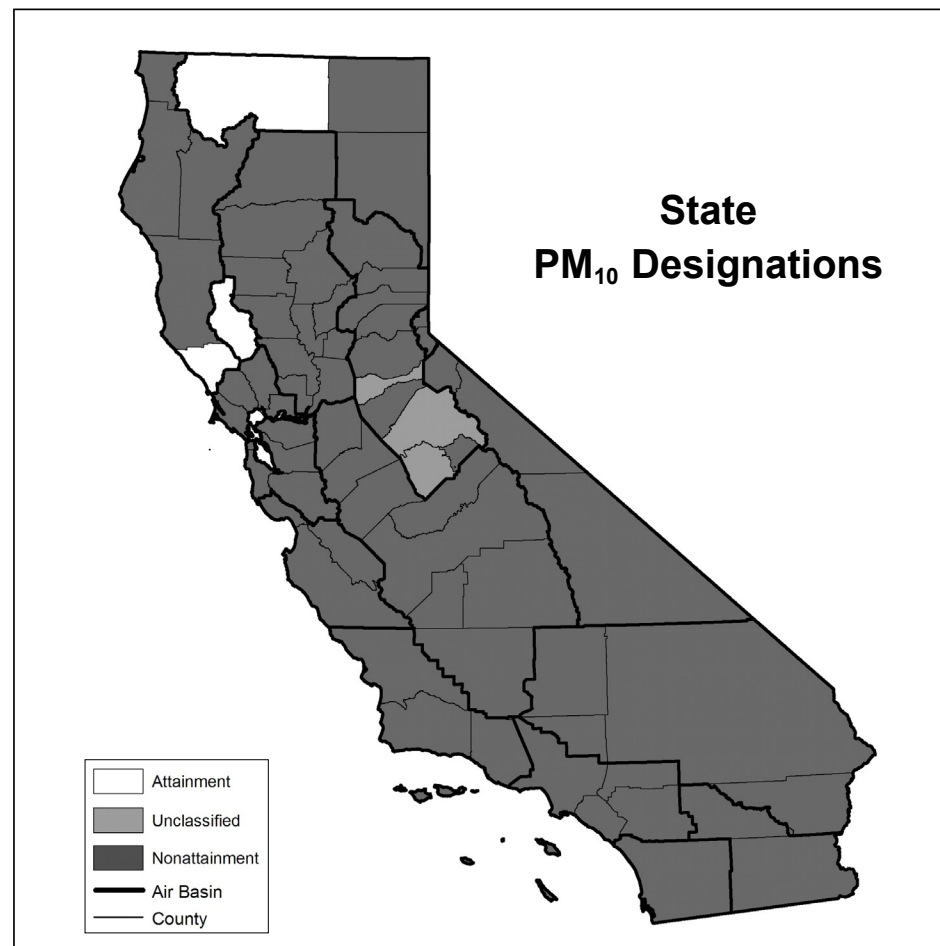 State
PM₁₀ Designations
Attainment
Unclassified
Nonattainment
Air Basin
County